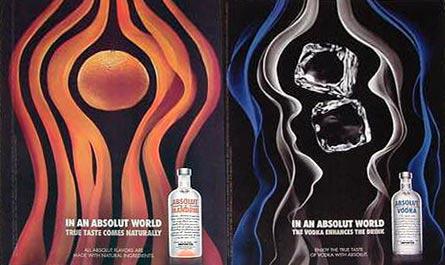 IN AN ABSOLUT WORLD
TRUE TASTE COMES NATURALLY
ABSOLUT
MANDRIN
ALL ABSOLUT FLAVORS ARE
MADE WITH NATURAL INGREDIENTS.
IN AN ABSOLUT WORLD
THE VODKA ENHANCES THE DRINK
ABSOLUT
VODKA
ENJOY THE TRUE TASTE
OF VODKA WITH ABSOLUT.